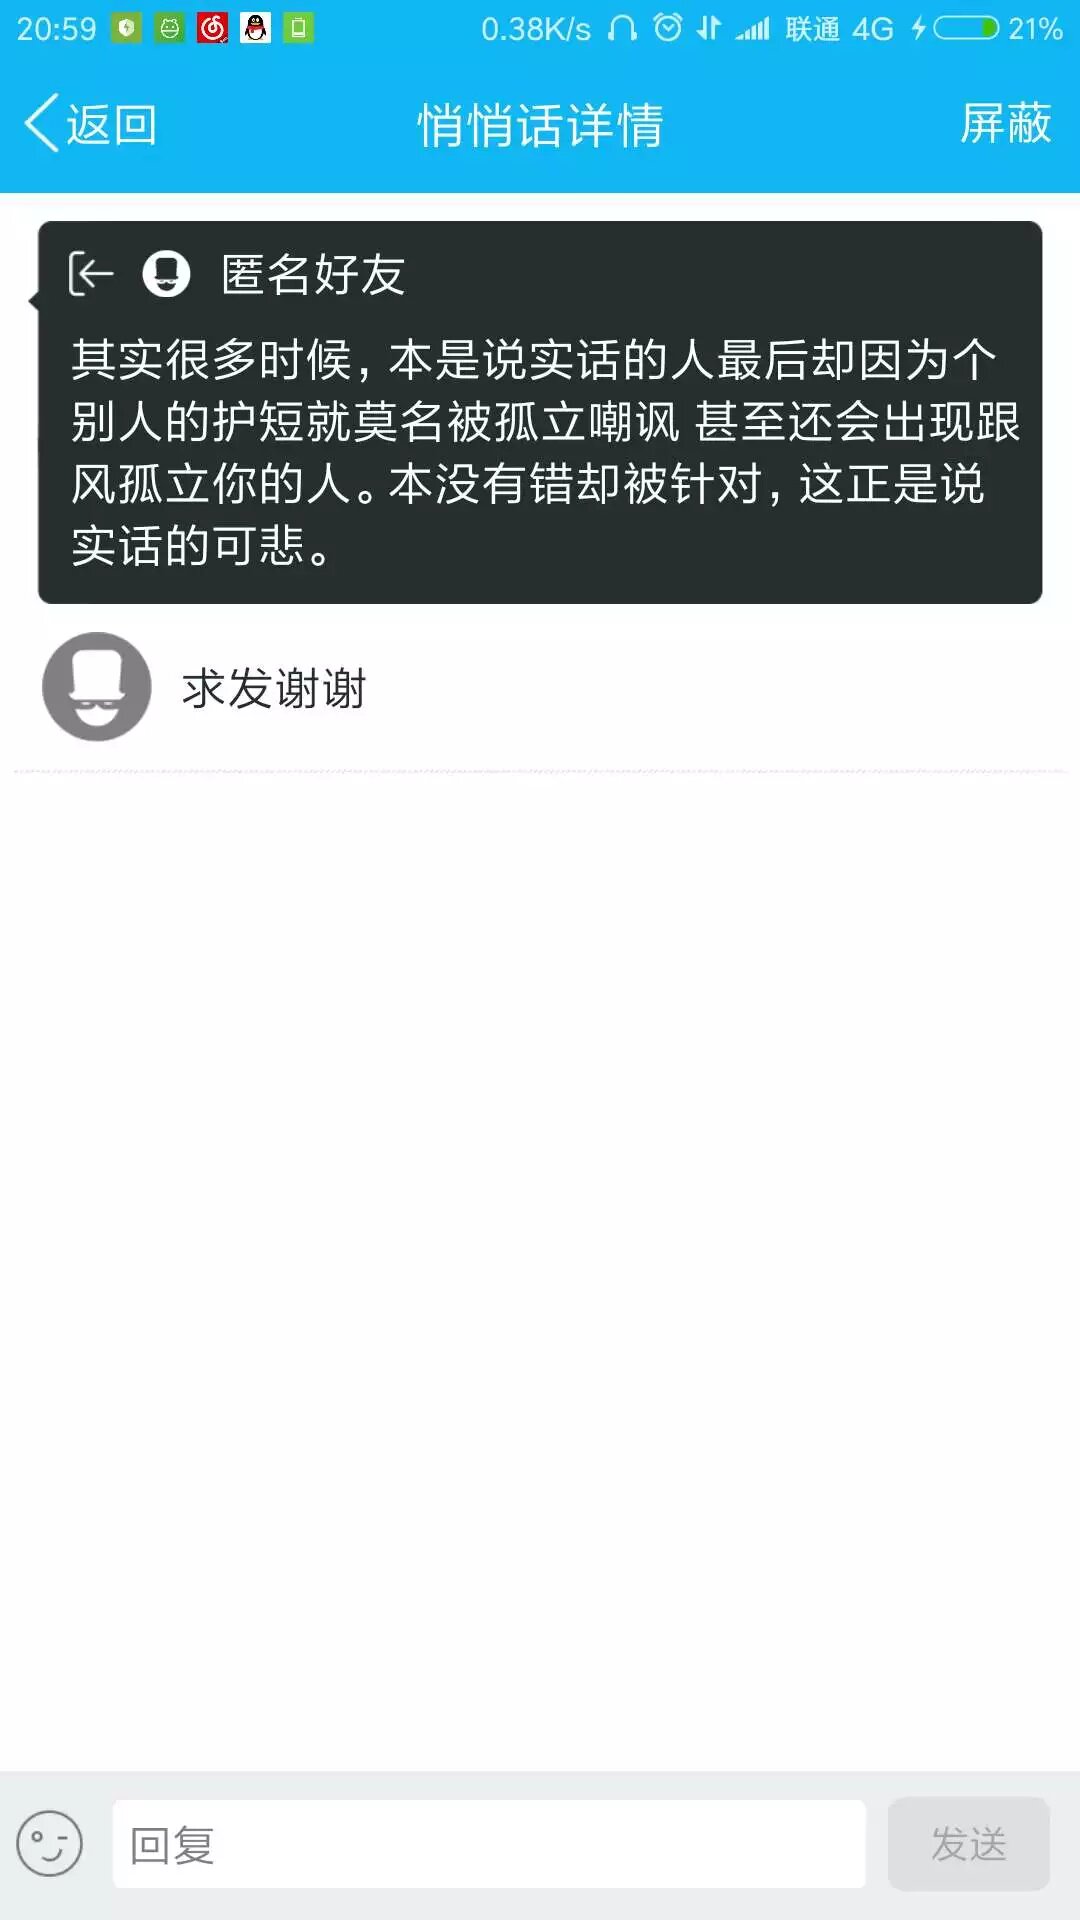 20:59 0.38K/s 联通 4G 21%
返回 悄悄话详情 屏蔽
匿名好友
其实很多时候，本是说实话的人最后却因为个
别人的护短就莫名被孤立嘲讽 甚至还会出现跟
风孤立你的人。本没有错却被针对，这正是说
实话的可悲。
求发谢谢
回复 发送